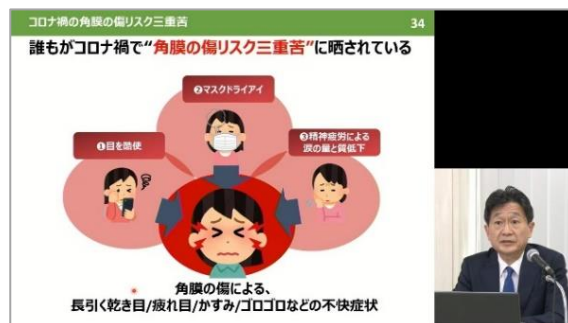 コロナ禍の角膜の傷リスク三重苦
34
誰もがコロナ禍で“角膜の傷リスク三重苦”に晒されている
❷マスクドライアイ
❶目を酷使
❸精神疲労による
涙の量と質低下
角膜の傷による、
長引く乾き目/疲れ目/かすみ/ゴロゴロなどの不快症状